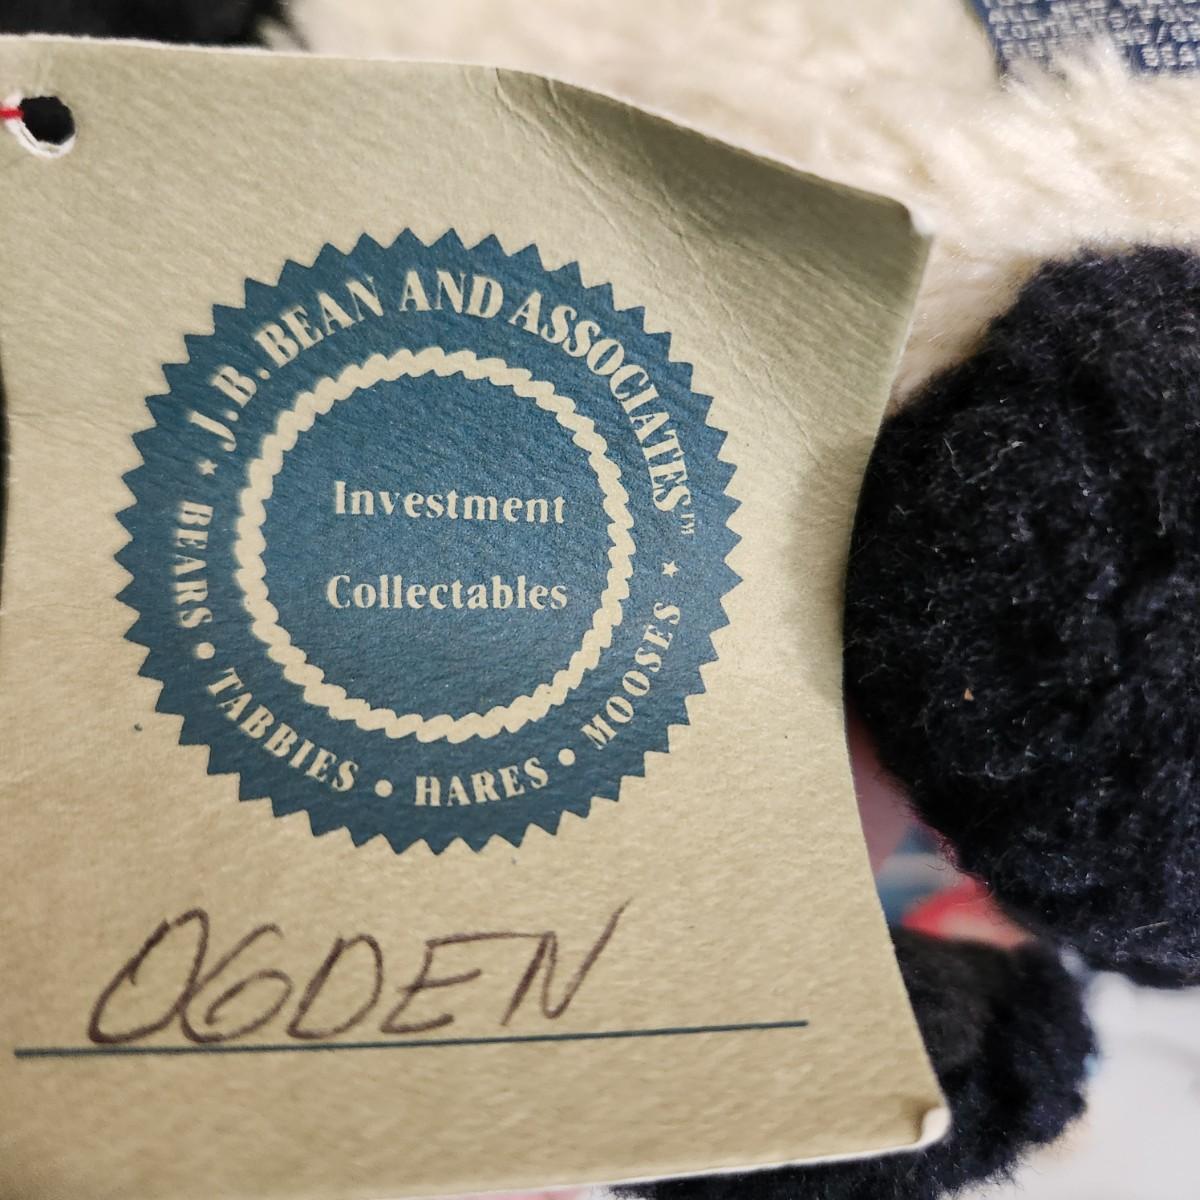 J.B. BEAN AND ASSOCIATES™
Investment
Collectables
★ BEARS • TABBIES • HARES • MOOSES ★
OGDEN